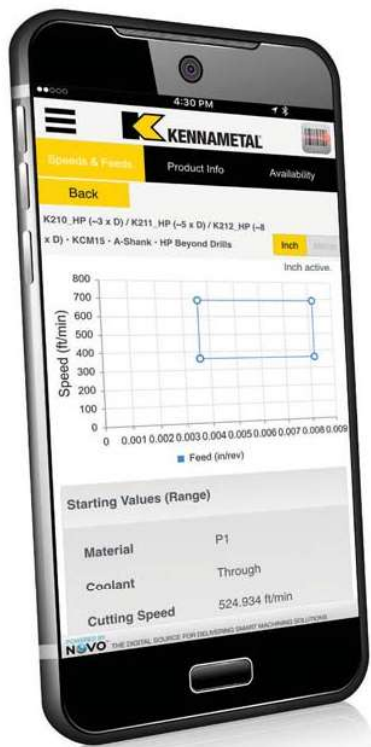 4:30 PM
KENNAMETAL
Speeds & Feeds Product Info Availability
Back
K210_HP (~3 x D) / K211_HP (~5 x D) / K212_HP (~8
x D) · KCM15 · A-Shank · HP Beyond Drills
Inch
Inch active.
800
700
600
500
400
300
200
100
0
Speed (ft/min)
0 0.001 0.002 0.003 0.004 0.005 0.006 0.007 0.008 0.009
Feed (in/rev)
Starting Values (Range)
Material P1
Coolant Through
Cutting Speed 524.934 ft/min
POWERED BY
NOVO THE DIGITAL SOURCE FOR DELIVERING SMART MACHINING SOLUTIONS